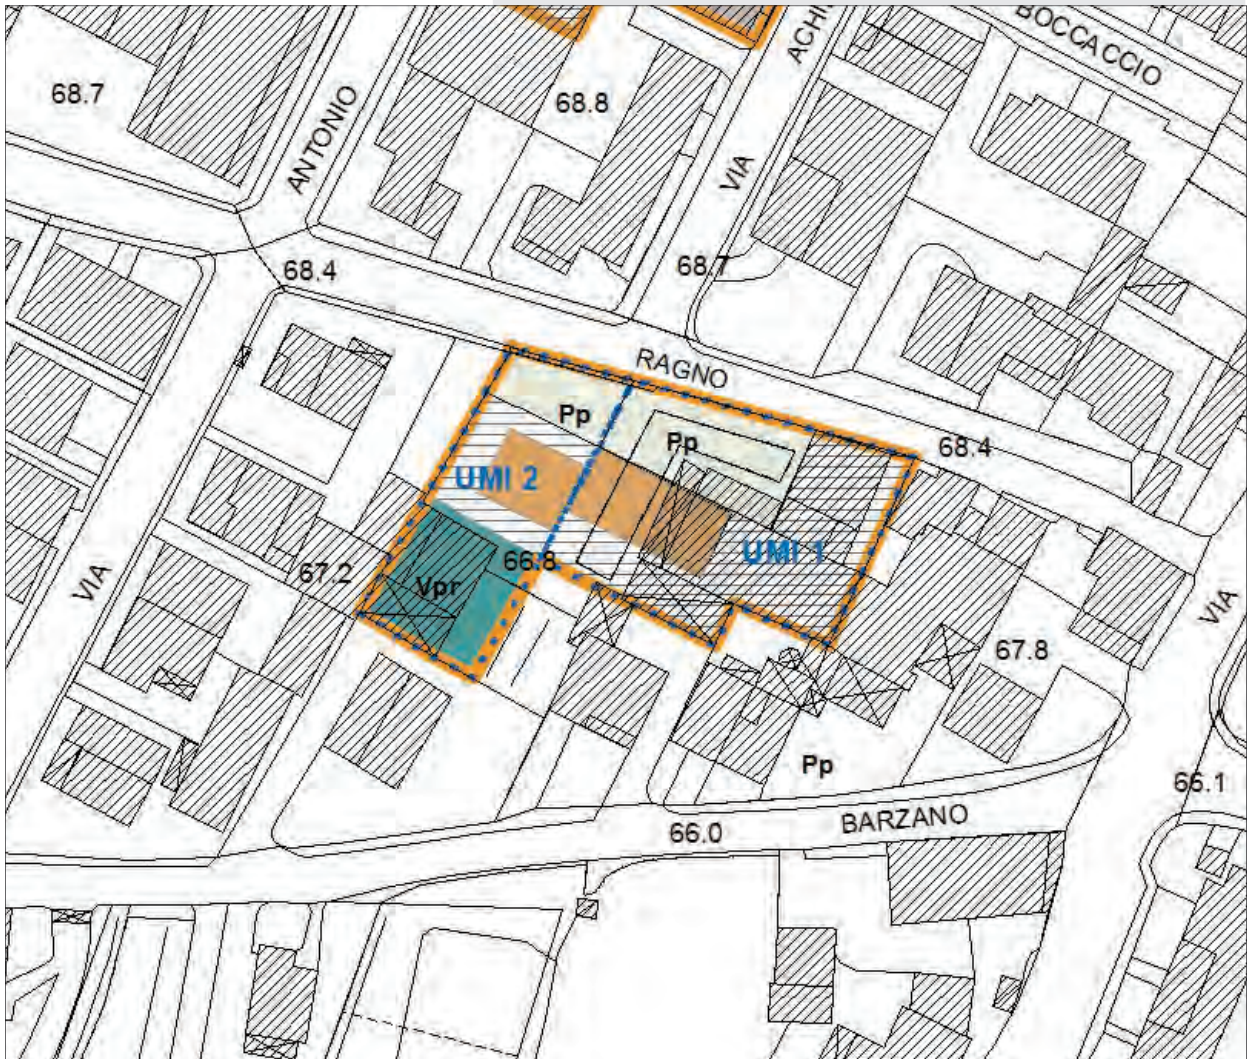 BOCCACCIO
ACHI
68.7
68.8
ANTONIO
VIA
68.7
68.4
RAGNO
Pp
Pp
68.4
UMI 2
UMI 1
66.8
67.2
Vpr
VIA
VIA
67.8
Pp
66.1
BARZANO
66.0